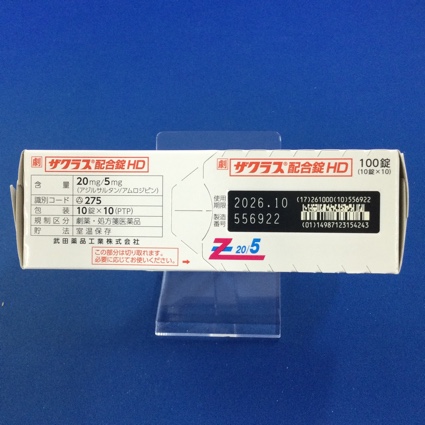 劇 ザクラス®配合錠HD
含量 20mg/5mg
(アジルサルタン/アムロジピン)
識別コード 275
包装 10錠×10(PTP)
規制区分 劇薬・処方箋医薬品
貯法 室温保存
武田薬品工業株式会社
この部分は切り取れます。
必要に応じてお使いください。
劇 ザクラス®配合錠HD
100錠
(10錠×10)
使用期限 2026.10
製造番号 556922
(17)261000(10)556922
(01)14987123154243
Z 20/5